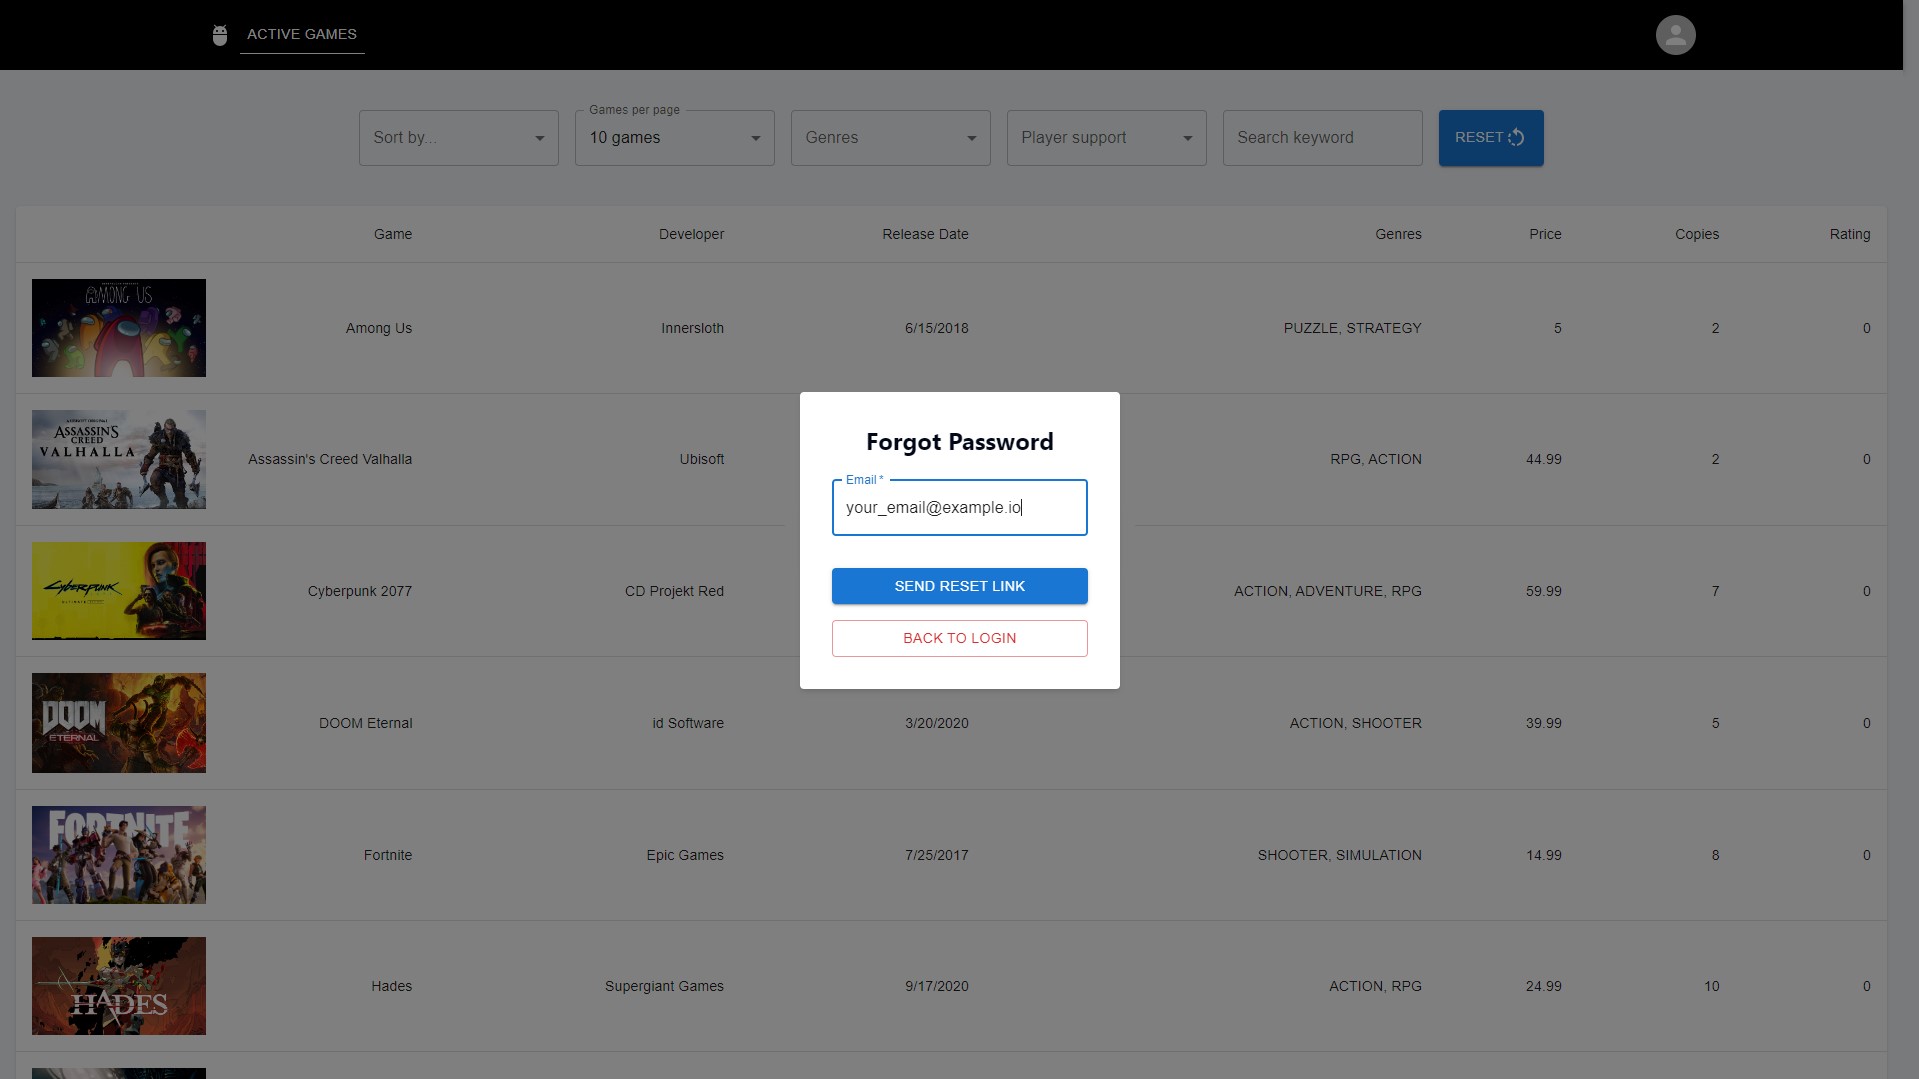 ACTIVE GAMES
Games per page
Sort by...
10 games
Genres
Player support
Search keyword
RESET
Game Developer Release Date Genres Price Copies Rating
AMONG US
Among Us Innersloth 6/15/2018 PUZZLE, STRATEGY 5 2 0
ASSASSIN'S
CREED
VALHALLA
Assassin's Creed Valhalla Ubisoft RPG, ACTION 44.99 2 0
Cyberpunk
Cyberpunk 2077 CD Projekt Red ACTION, ADVENTURE, RPG 59.99 7 0
DOOM
ETERNAL
DOOM Eternal id Software 3/20/2020 ACTION, SHOOTER 39.99 5 0
FORTNITE
Fortnite Epic Games 7/25/2017 SHOOTER, SIMULATION 14.99 8 0
HADES
Hades Supergiant Games 9/17/2020 ACTION, RPG 24.99 10 0
Forgot Password
Email *
your_email@example.io
SEND RESET LINK
BACK TO LOGIN